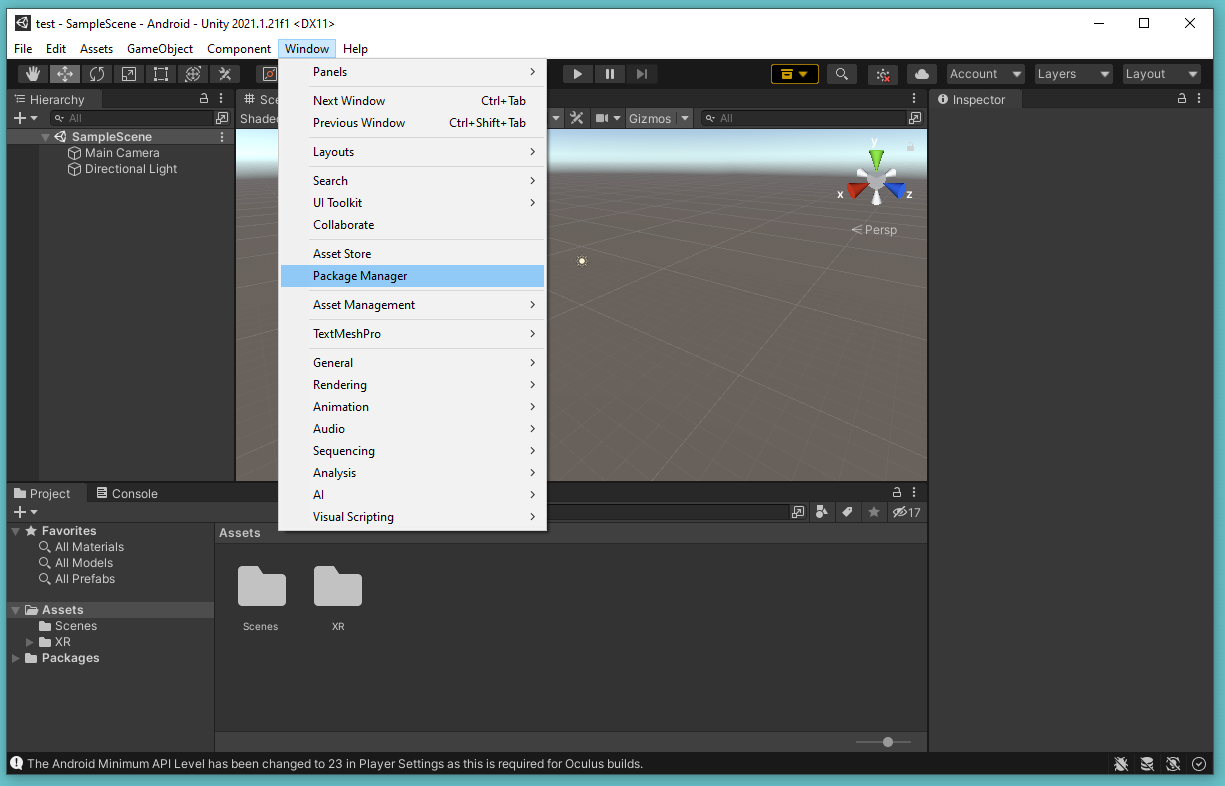 test - SampleScene - Android - Unity 2021.1.21f1 <DX11>
File Edit Assets GameObject Component Window Help
Account Layers Layout
Hierarchy
All
SampleScene
Main Camera
Directional Light
Panels
Next Window Ctrl+Tab
Previous Window Ctrl+Shift+Tab
Layouts
Search
UI Toolkit
Collaborate
Asset Store
Package Manager
Asset Management
TextMeshPro
General
Rendering
Animation
Audio
Sequencing
Analysis
AI
Visual Scripting
Gizmos All
y
x z
Persp
Inspector
Project Console
17
Favorites
All Materials
All Models
All Prefabs
Assets
Scenes
XR
Packages
Assets
Scenes XR
The Android Minimum API Level has been changed to 23 in Player Settings as this is required for Oculus builds.